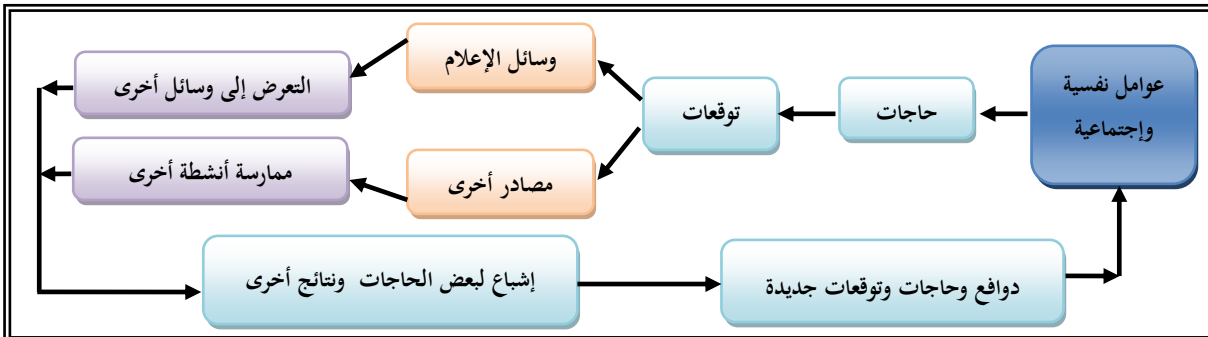 عوامل نفسية
وإجتماعية
حاجات
توقعات
وسائل الإعلام
مصادر أخرى
التعرض إلى وسائل أخرى
ممارسة أنشطة أخرى
إشباع لبعض الحاجات ونتائج أخرى
دوافع وحاجات وتوقعات جديدة